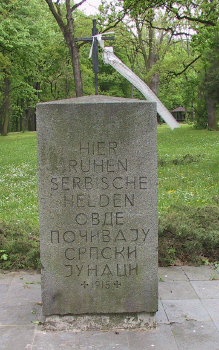 HIER
RUHEN
SERBISCHE
HELDEN
ОВДЕ
ПОЧИВАЈУ
СРПСКИ
ЈУНАЦИ
+1915+